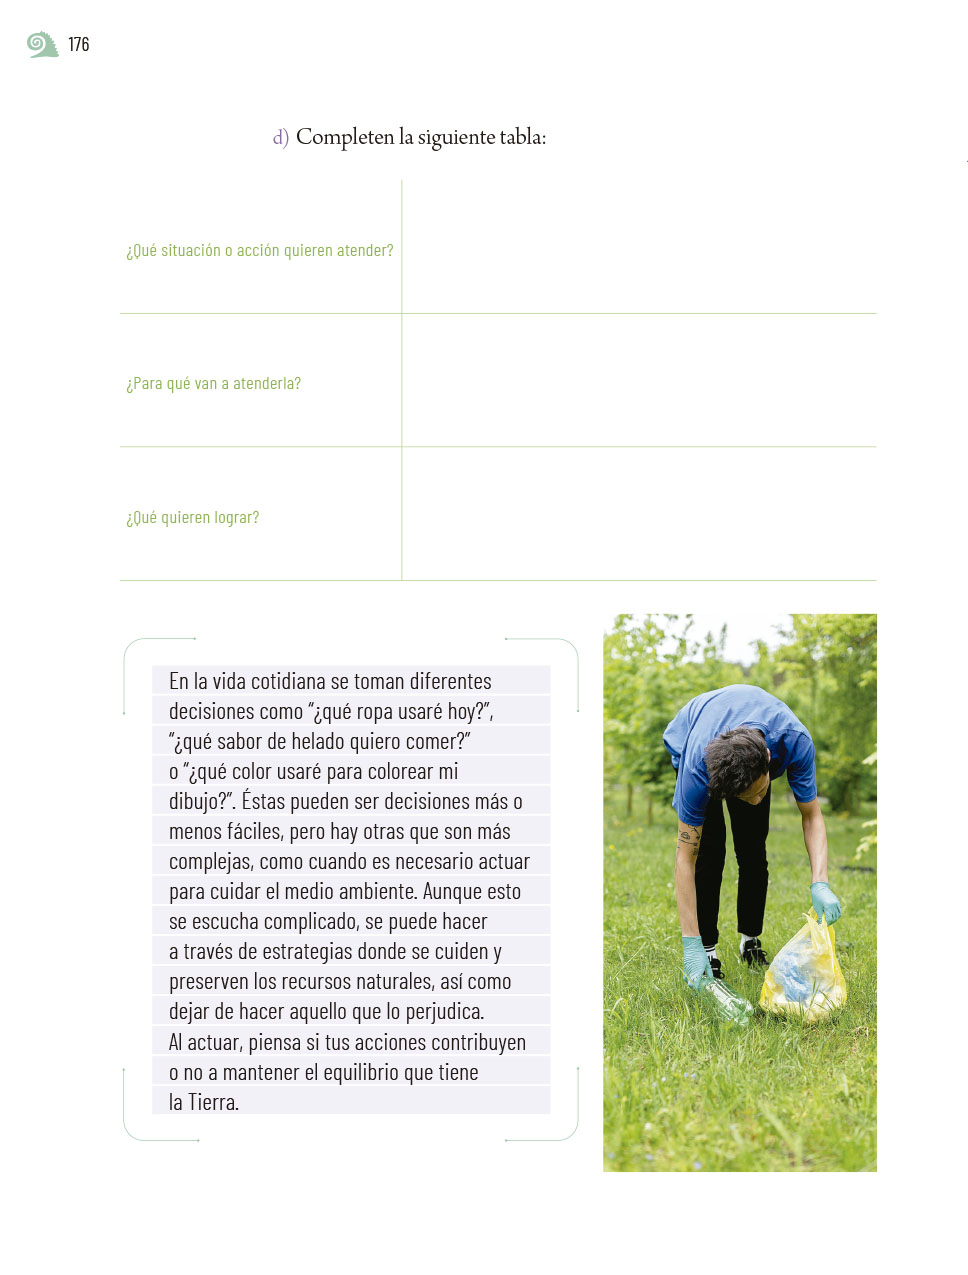 176
d) Completen la siguiente tabla:
¿Qué situación o acción quieren atender?
¿Para qué van a atenderla?
¿Qué quieren lograr?
En la vida cotidiana se toman diferentes
decisiones como “¿qué ropa usaré hoy?”,
“¿qué sabor de helado quiero comer?”
o “¿qué color usaré para colorear mi
dibujo?”. Éstas pueden ser decisiones más o
menos fáciles, pero hay otras que son más
complejas, como cuando es necesario actuar
para cuidar el medio ambiente. Aunque esto
se escucha complicado, se puede hacer
a través de estrategias donde se cuiden y
preserven los recursos naturales, así como
dejar de hacer aquello que lo perjudica.
Al actuar, piensa si tus acciones contribuyen
o no a mantener el equilibrio que tiene
la Tierra.